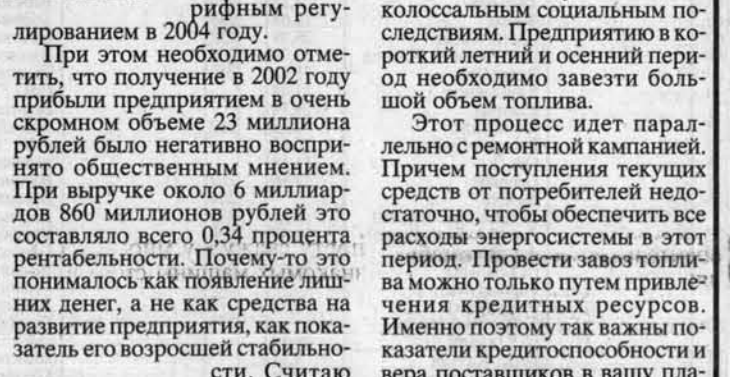 рифным регу-
лированием в 2004 году.
При этом необходимо отме-
тить, что получение в 2002 году
прибыли предприятием в очень
скромном объеме 23 миллиона
рублей было негативно воспри-
нято общественным мнением.
При выручке около 6 миллиар-
дов 860 миллионов рублей это
составляло всего 0,34 процента
рентабельности. Почему-то это
понималось как появление лиш-
них денег, а не как средства на
развитие предприятия, как пока-
затель его возросшей стабильно-
сти. Считаю
колоссальным социальным по-
следствиям. Предприятию в ко-
роткий летний и осенний пери-
од необходимо завезти боль-
шой объем топлива.
Этот процесс идет парал-
лельно с ремонтной кампанией.
Причем поступления текущих
средств от потребителей недо-
статочно, чтобы обеспечить все
расходы энергосистемы в этот
период. Провести завоз топли-
ва можно только путем привле-
чения кредитных ресурсов.
Именно поэтому так важны по-
казатели кредитоспособности и
вера поставщиков в вашу пла-